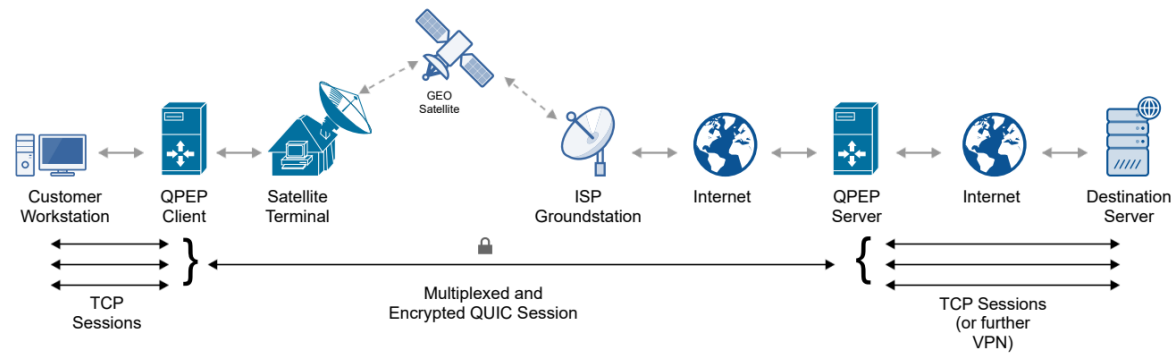 GEO
Satellite
Customer
Workstation
QPEP
Client
Satellite
Terminal
ISP
Groundstation
Internet
QPEP
Server
Internet
Destination
Server
TCP
Sessions
Multiplexed and
Encrypted QUIC Session
TCP Sessions
(or further
VPN)